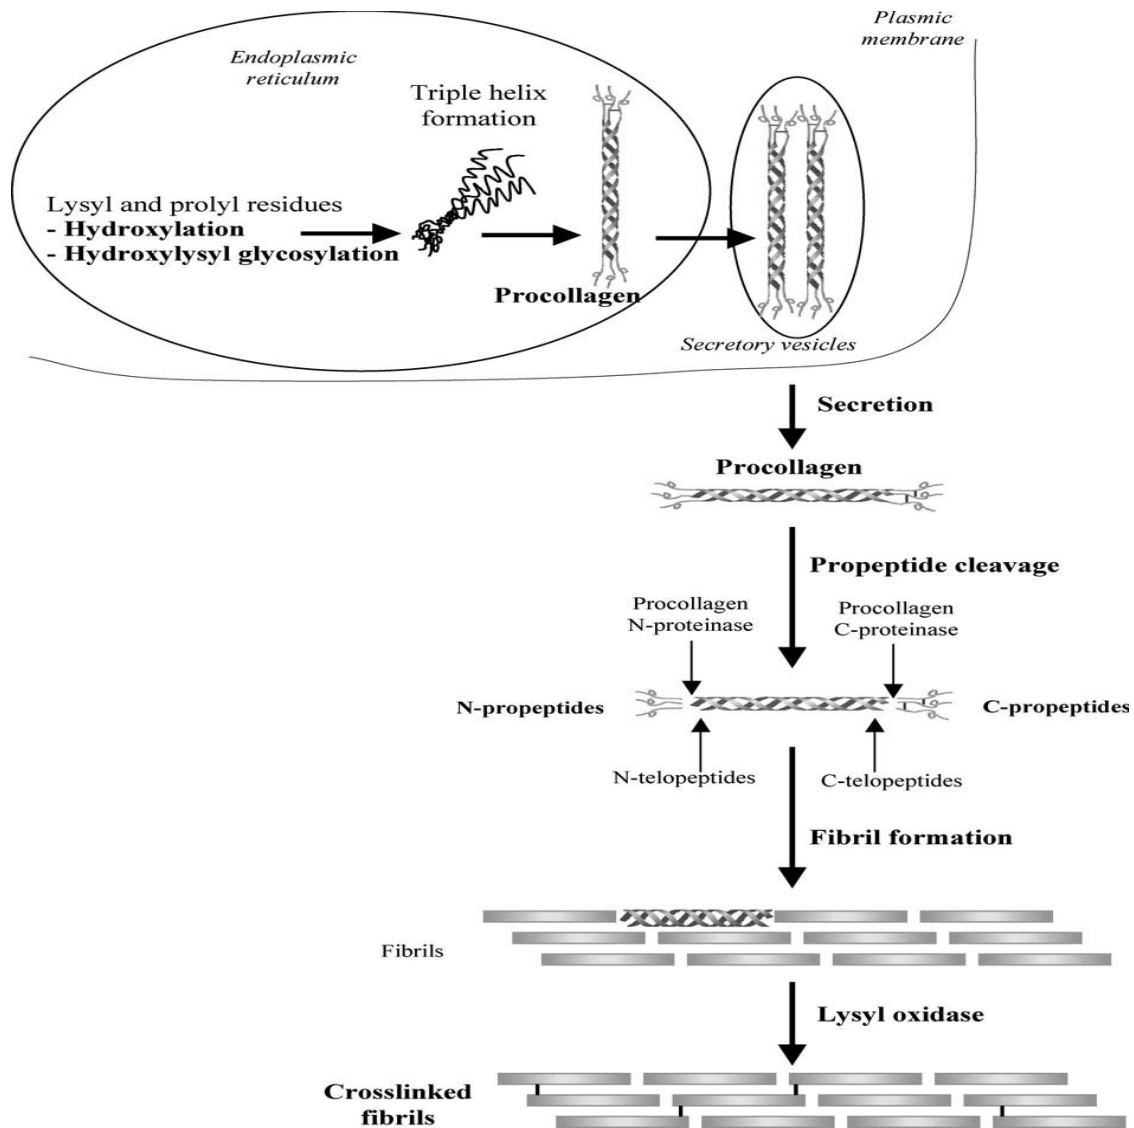 Plasmic
membrane
Endoplasmic
reticulum
Triple helix
formation
Lysyl and prolyl residues
- Hydroxylation
- Hydroxylysyl glycosylation
Procollagen
Secretory vesicles
Secretion
Procollagen
Propeptide cleavage
Procollagen
N-proteinase
Procollagen
C-proteinase
N-propeptides
C-propeptides
N-telopeptides
C-telopeptides
Fibril formation
Fibrils
Lysyl oxidase
Crosslinked
fibrils